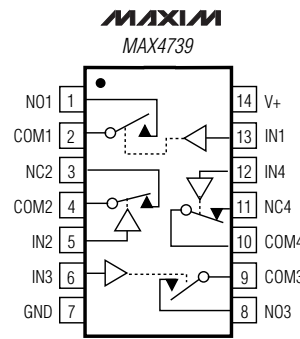 MAXIM
MAX4739
NO1 1
COM1 2
NC2 3
COM2 4
IN2 5
IN3 6
GND 7
14 V+
13 IN1
12 IN4
11 NC4
10 COM4
9 COM3
8 NO3